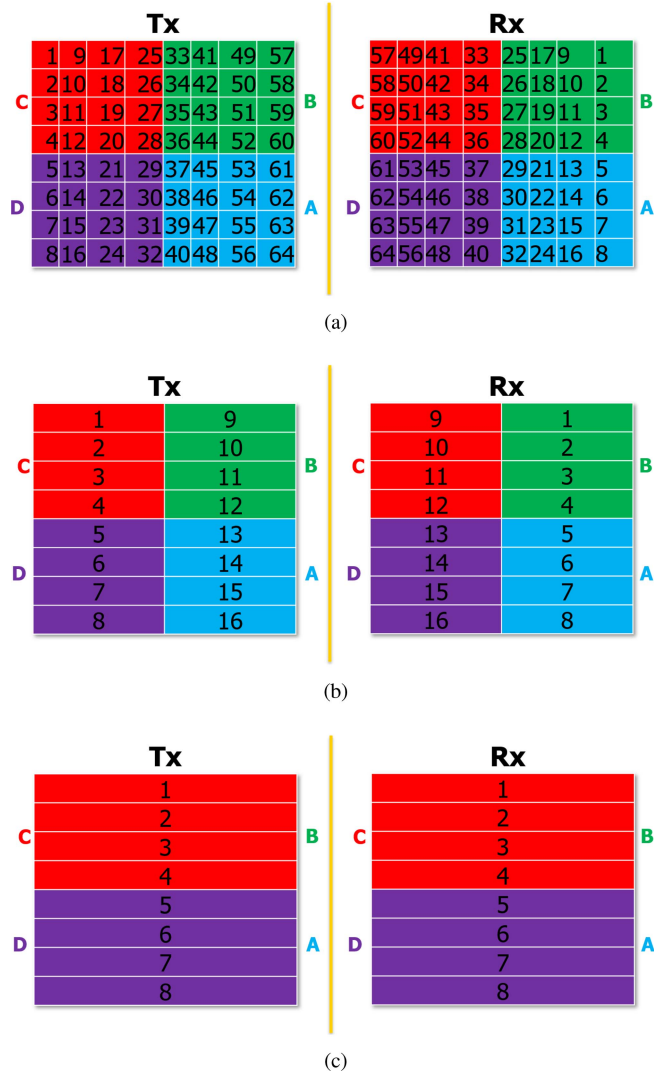 Tx Rx
1 9 17 25 33 41 49 57 57 49 41 33 25 17 9 1
2 10 18 26 34 42 50 58 58 50 42 34 26 18 10 2
C B C B
3 11 19 27 35 43 51 59 59 51 43 35 27 19 11 3
4 12 20 28 36 44 52 60 60 52 44 36 28 20 12 4
5 13 21 29 37 45 53 61 61 53 45 37 29 21 13 5
6 14 22 30 38 46 54 62 62 54 46 38 30 22 14 6
D A D A
7 15 23 31 39 47 55 63 63 55 47 39 31 23 15 7
8 16 24 32 40 48 56 64 64 56 48 40 32 24 16 8
(a)
Tx Rx
1 9 9 1
2 10 10 2
C B C B
3 11 11 3
4 12 12 4
5 13 13 5
6 14 14 6
D A D A
7 15 15 7
8 16 16 8
(b)
Tx Rx
1 1
2 2
C B C B
3 3
4 4
5 5
6 6
D A D A
7 7
8 8
(c)